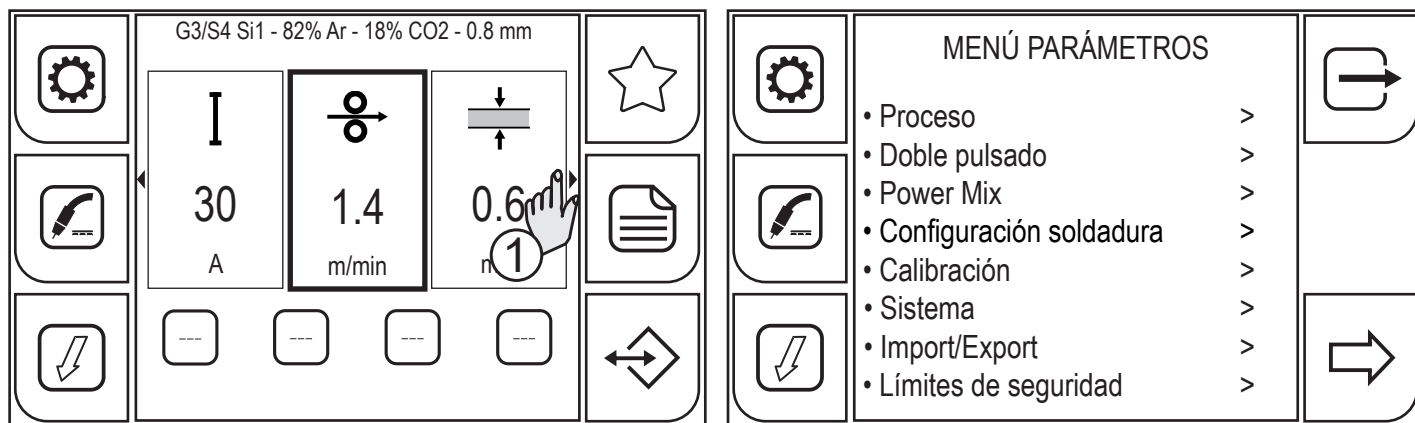 G3/S4 Si1 - 82% Ar - 18% CO2 - 0.8 mm
30 1.4 0.6
A m/min
1
--- --- --- ---
MENÚ PARÁMETROS
• Proceso >
• Doble pulsado >
• Power Mix >
• Configuración soldadura >
• Calibración >
• Sistema >
• Import/Export >
• Límites de seguridad >